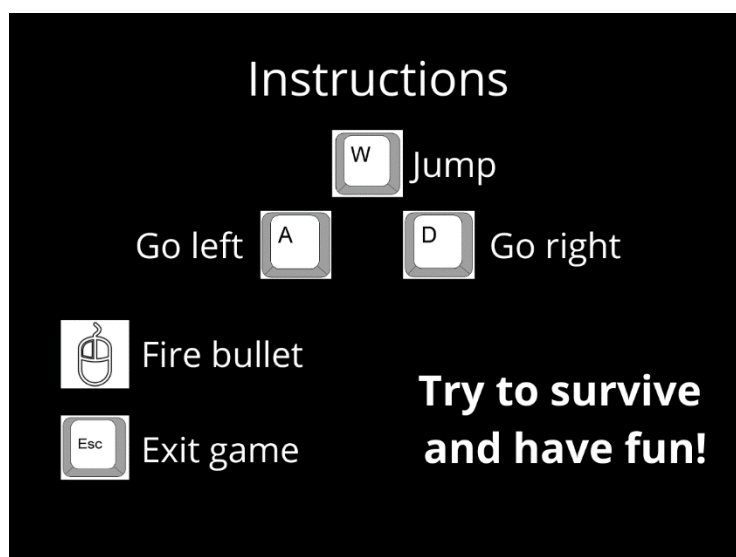 Instructions
W Jump
Go left A D Go right
Fire bullet
Try to survive
and have fun!
Esc Exit game